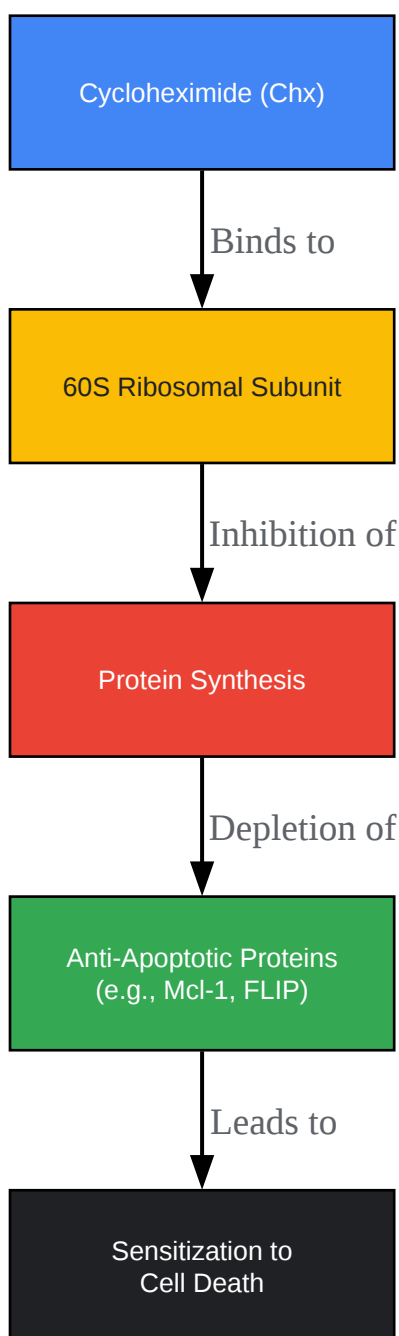 Cycloheximide (Chx)
Binds to
60S Ribosomal Subunit
Inhibition of
Protein Synthesis
Depletion of
Anti-Apoptotic Proteins
(e.g., Mcl-1, FLIP)
Leads to
Sensitization to
Cell Death